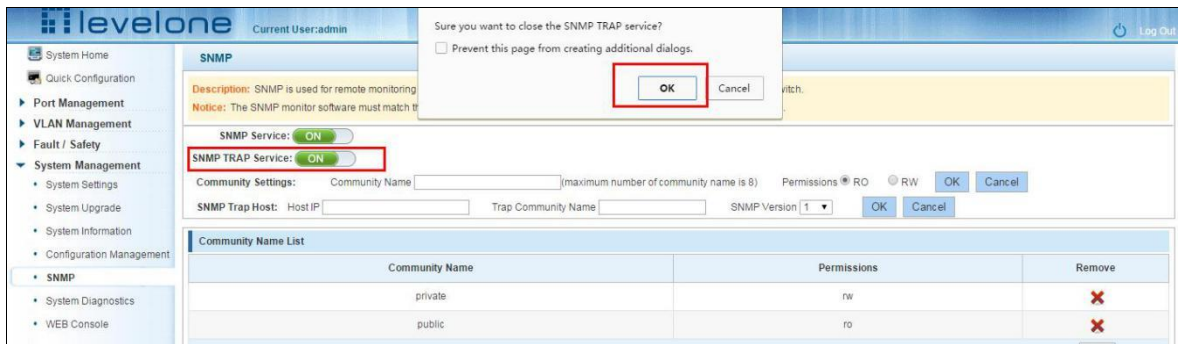 levelone
Current User:admin
Log Out
Sure you want to close the SNMP TRAP service?
Prevent this page from creating additional dialogs.
OK Cancel
System Home
Quick Configuration
Port Management
VLAN Management
Fault / Safety
System Management
System Settings
System Upgrade
System Information
Configuration Management
SNMP
System Diagnostics
WEB Console
SNMP
Description: SNMP is used for remote monitoring
Notice: The SNMP monitor software must match
SNMP Service: ON
SNMP TRAP Service: ON
Community Settings: Community Name (maximum number of community name is 8) Permissions RO RW OK Cancel
SNMP Trap Host: Host IP Trap Community Name SNMP Version 1 OK Cancel
Community Name List
Community Name Permissions Remove
private rw
public ro